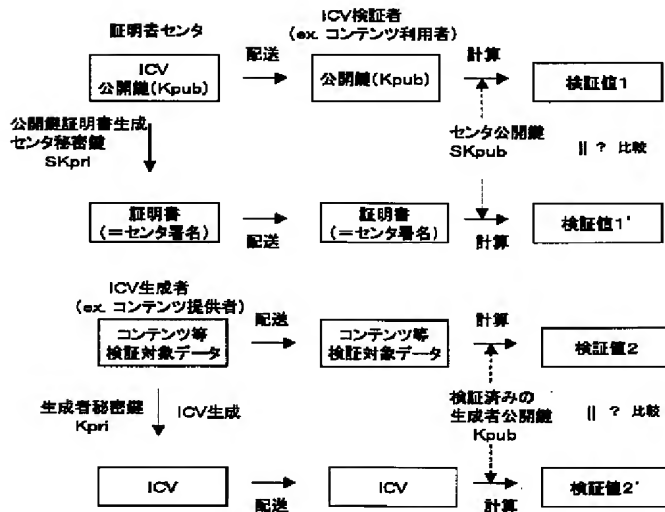 証明書センタ
ICV検証者
(ex. コンテンツ利用者)
ICV
公開鍵(Kpub)
配送
公開鍵(Kpub)
計算
検証値1
公開鍵証明書生成
センタ秘密鍵
SKpri
センタ公開鍵
SKpub
|| ? 比較
証明書
(=センタ署名)
配送
証明書
(=センタ署名)
計算
検証値1'
ICV生成者
(ex. コンテンツ提供者)
コンテンツ等
検証対象データ
配送
コンテンツ等
検証対象データ
計算
検証値2
生成者秘密鍵
Kpri
ICV生成
検証済みの
生成者公開鍵
Kpub
|| ? 比較
ICV
配送
ICV
計算
検証値2'